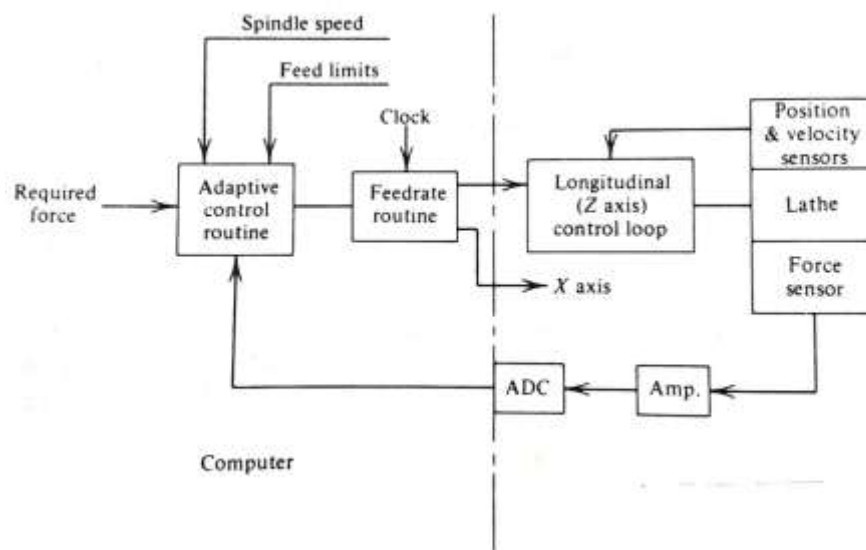 Spindle speed
Feed limits
Clock
Required
force
Adaptive
control
routine
Feedrate
routine
Longitudinal
(Z axis)
control loop
Position
& velocity
sensors
Lathe
Force
sensor
X axis
ADC
Amp.
Computer